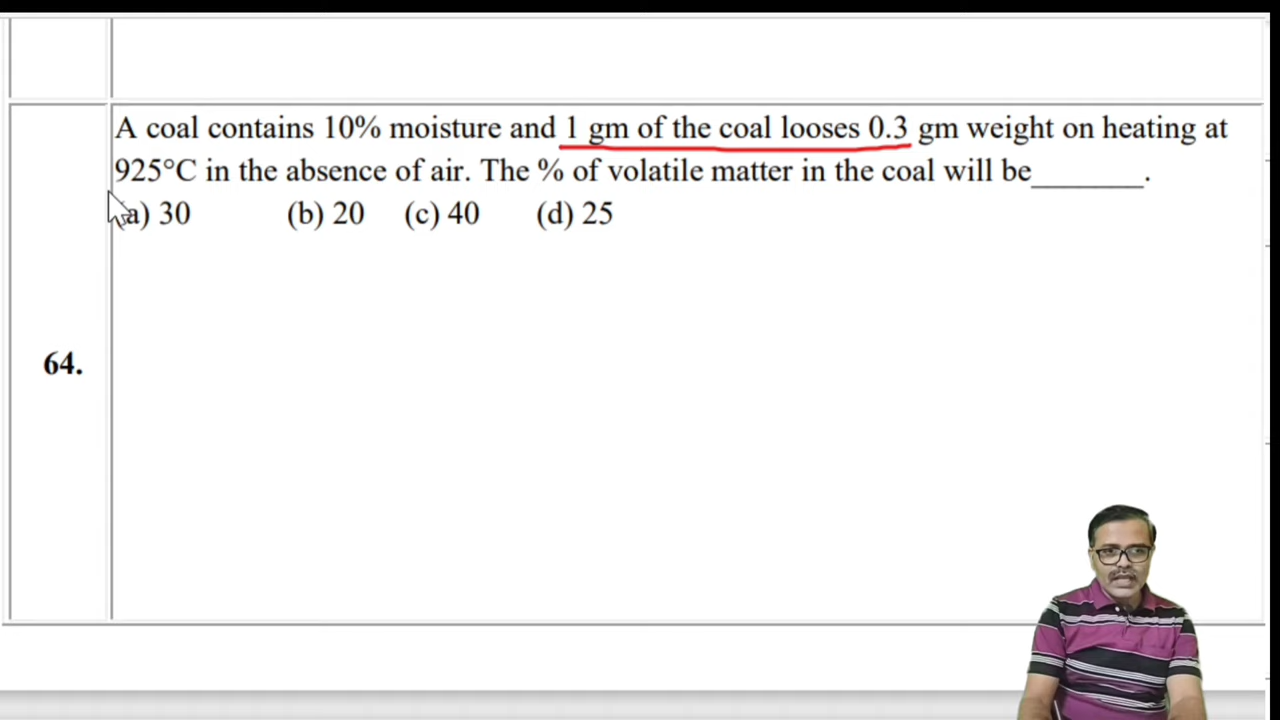 A coal contains 10% moisture and 1 gm of the coal looses 0.3 gm weight on heating at
925°C in the absence of air. The % of volatile matter in the coal will be________.
a) 30 (b) 20 (c) 40 (d) 25
64.